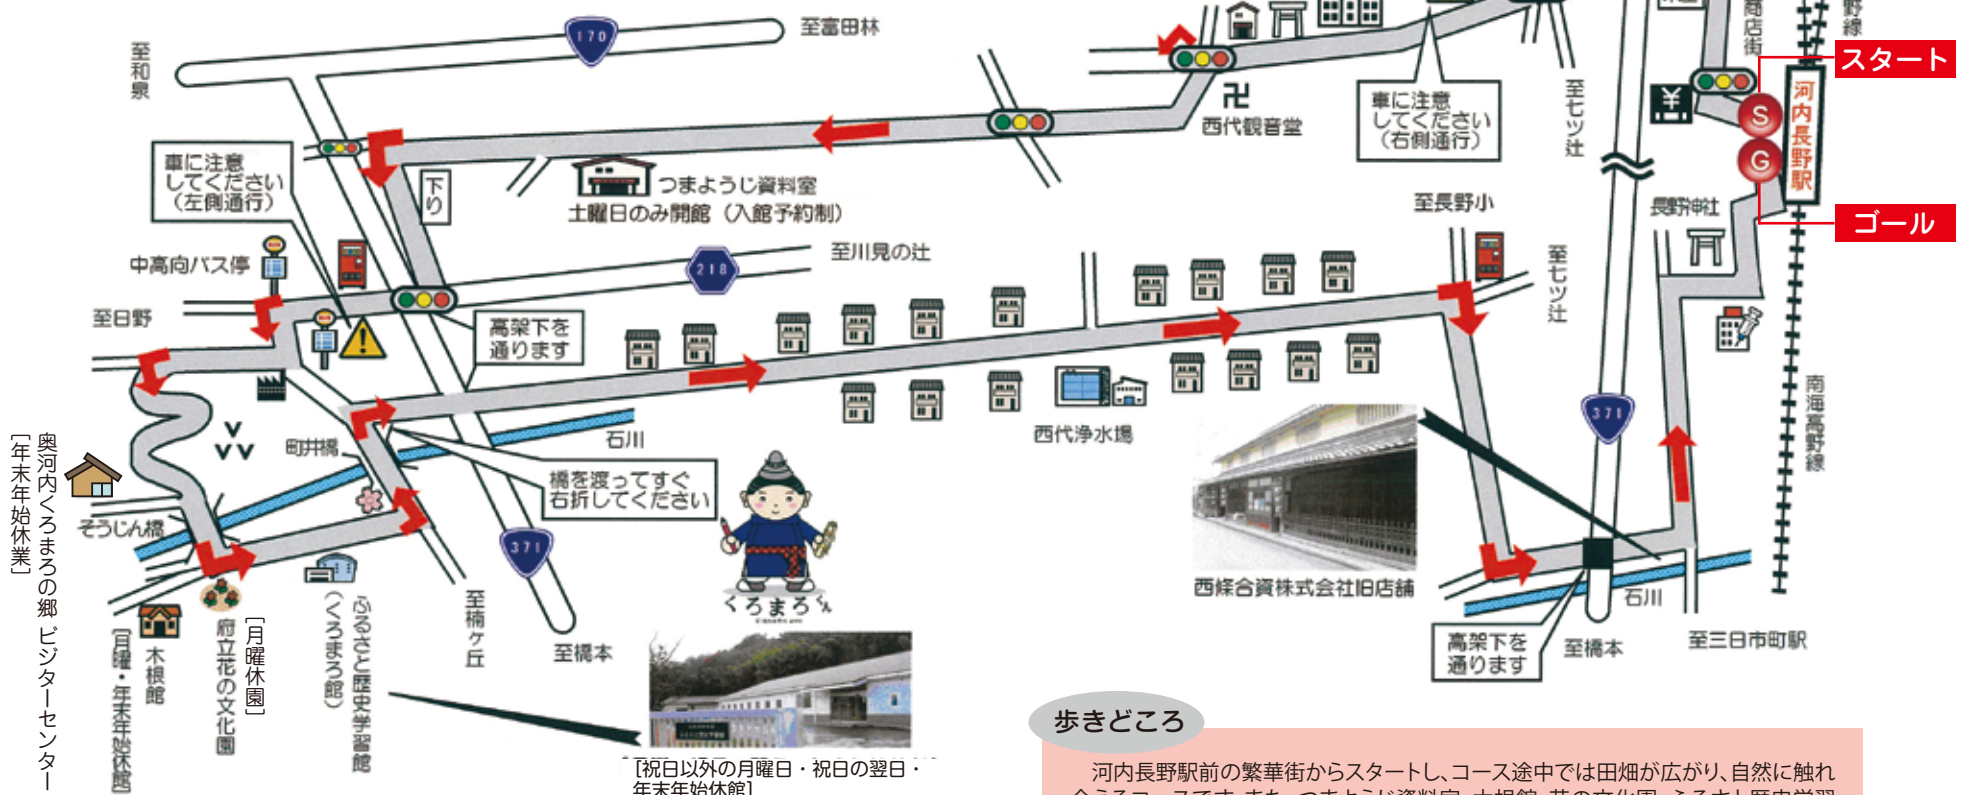 至和泉
170
至富田林
車に注意
してください
（左側通行）
下り
つまようじ資料室
土曜日のみ開館（入館予約制）
西代観音堂
車に注意
してください
（右側通行）
至七ツ辻
商店街
野線
スタート
S
G
河内長野駅
ゴール
長野神社
至長野小
至七ツ辻
中高向バス停
至日野
218
至川見の辻
高架下を
通ります
町井橋
石川
橋を渡ってすぐ
右折してください
西代浄水場
371
南海高野線
奥河内くろまろの郷 ビジターセンター
［年末年始休業］
そうじん橋
木根館
［月曜・年末年始休館］
府立花の文化園
［月曜休園］
ふるさと歴史学習館
（くろまろ館）
至楠ヶ丘
371
至橋本
くろまろくん
西條合資株式会社旧店舗
石川
高架下を
通ります
至橋本
至三日市町駅
［祝日以外の月曜日・祝日の翌日・
年末年始休館］
歩きどころ
河内長野駅前の繁華街からスタートし、コース途中では田畑が広がり、自然に触れ